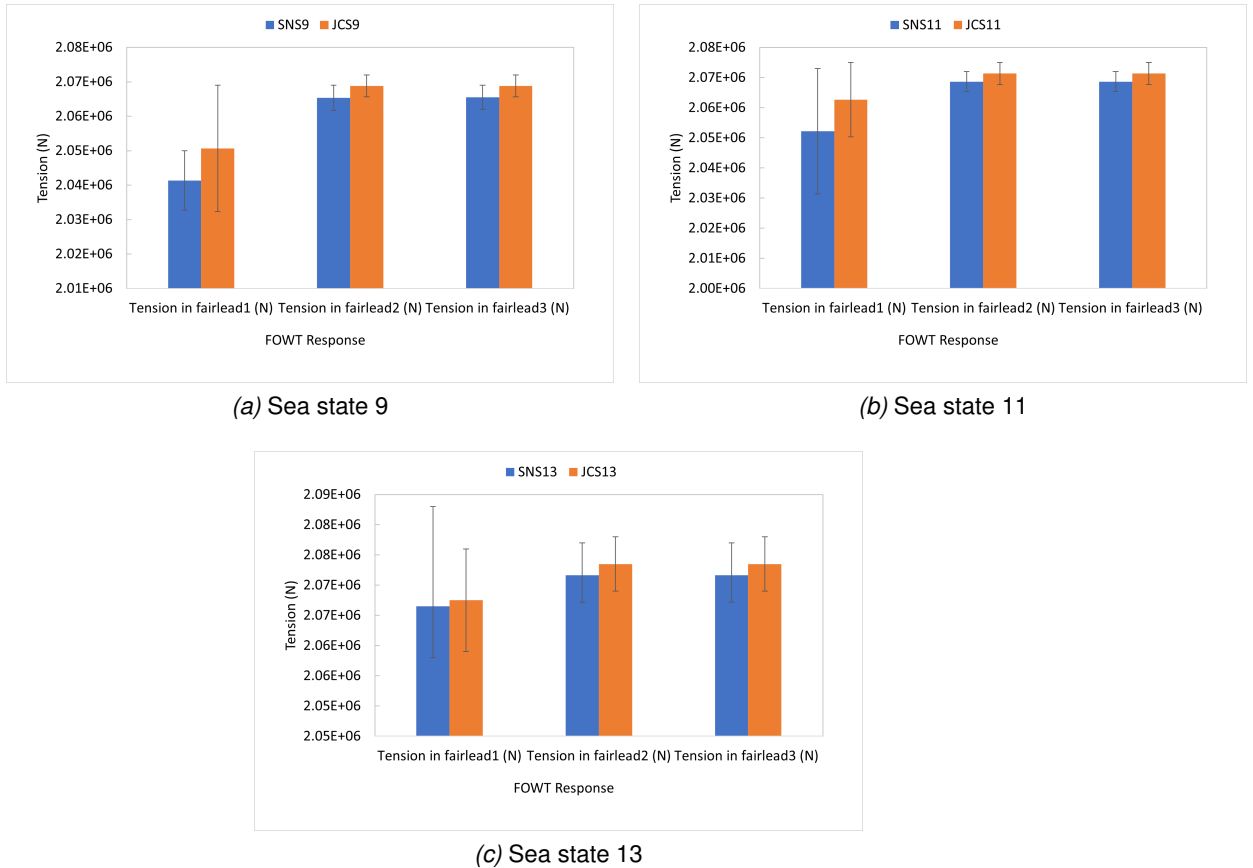 SNS9 JCS9
2.08E+06
2.07E+06
2.06E+06
2.05E+06
2.04E+06
2.03E+06
2.02E+06
2.01E+06
Tension (N)
Tension in fairlead1 (N) Tension in fairlead2 (N) Tension in fairlead3 (N)
FOWT Response
(a) Sea state 9
SNS11 JCS11
2.08E+06
2.07E+06
2.06E+06
2.05E+06
2.04E+06
2.03E+06
2.02E+06
2.01E+06
2.00E+06
Tension (N)
Tension in fairlead1 (N) Tension in fairlead2 (N) Tension in fairlead3 (N)
FOWT Response
(b) Sea state 11
SNS13 JCS13
2.09E+06
2.08E+06
2.08E+06
2.07E+06
2.07E+06
2.06E+06
2.06E+06
2.05E+06
2.05E+06
Tension (N)
Tension in fairlead1 (N) Tension in fairlead2 (N) Tension in fairlead3 (N)
FOWT Response
(c) Sea state 13